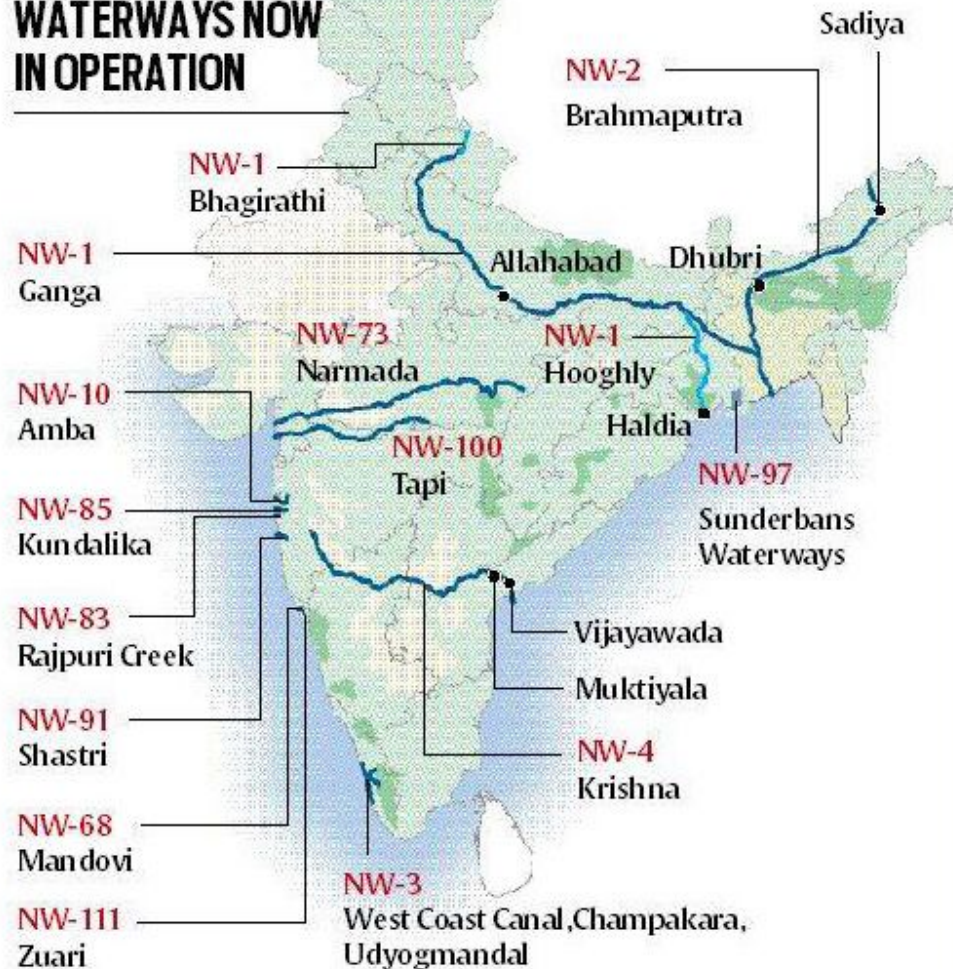 WATERWAYS NOW
IN OPERATION
Sadiya
NW-2
Brahmaputra
NW-1
Bhagirathi
NW-1
Ganga
Allahabad
Dhubri
NW-73
Narmada
NW-1
Hooghly
NW-10
Amba
Haldia
NW-100
Tapi
NW-97
Sunderbans
Waterways
NW-85
Kundalika
NW-83
Rajpuri Creek
Vijayawada
Muktiyala
NW-91
Shastri
NW-4
Krishna
NW-68
Mandovi
NW-3
West Coast Canal,Champakara,
Udyogmandal
NW-111
Zuari